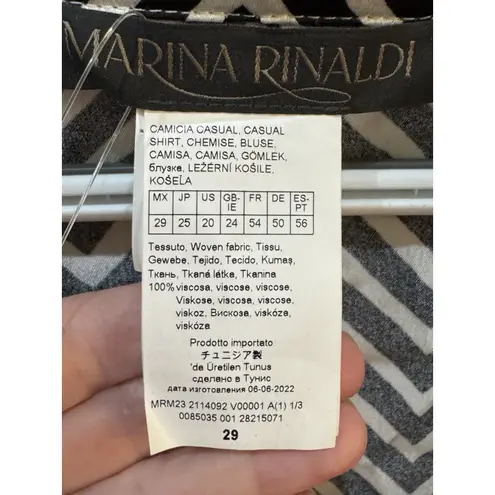 MARINA RINALDI
CAMICIA CASUAL, CASUAL
SHIRT, CHEMISE, BLUSE,
CAMISA, CAMISA, GÖMLEK,
блузка, LEŽÉRNÍ KOŠILE,
KOŠEĽA
MX JP US GB-IE FR DE ES-PT
29 25 20 24 54 50 56
Tessuto, Woven fabric, Tissu,
Gewebe, Tejido, Tecido, Kumaş,
Ткань, Tkaná látka, Tkanina
100% viscosa, viscose, viscose,
Viskose, viscosa, viscose,
viskoz, Вискоза, viskóza,
viskóza
Prodotto importato
チュニジア製
'da Üretilen Tunus
сделано в Тунис
дата изготовления 06-06-2022
MRM23 2114092 V00001 A(1) 1/3
0085035 001 28215071
29